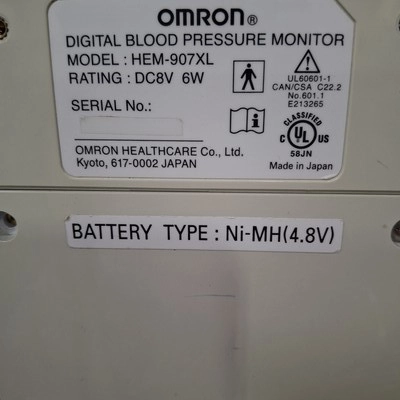 OMRON®
DIGITAL BLOOD PRESSURE MONITOR
MODEL : HEM-907XL
RATING : DC8V 6W
SERIAL No.:
UL60601-1
CAN/CSA C22.2
No.601.1
E213265
CLASSIFIED
C UL US
58JN
OMRON HEALTHCARE Co., Ltd.
Kyoto, 617-0002 JAPAN
Made in Japan
BATTERY TYPE : Ni-MH(4.8V)